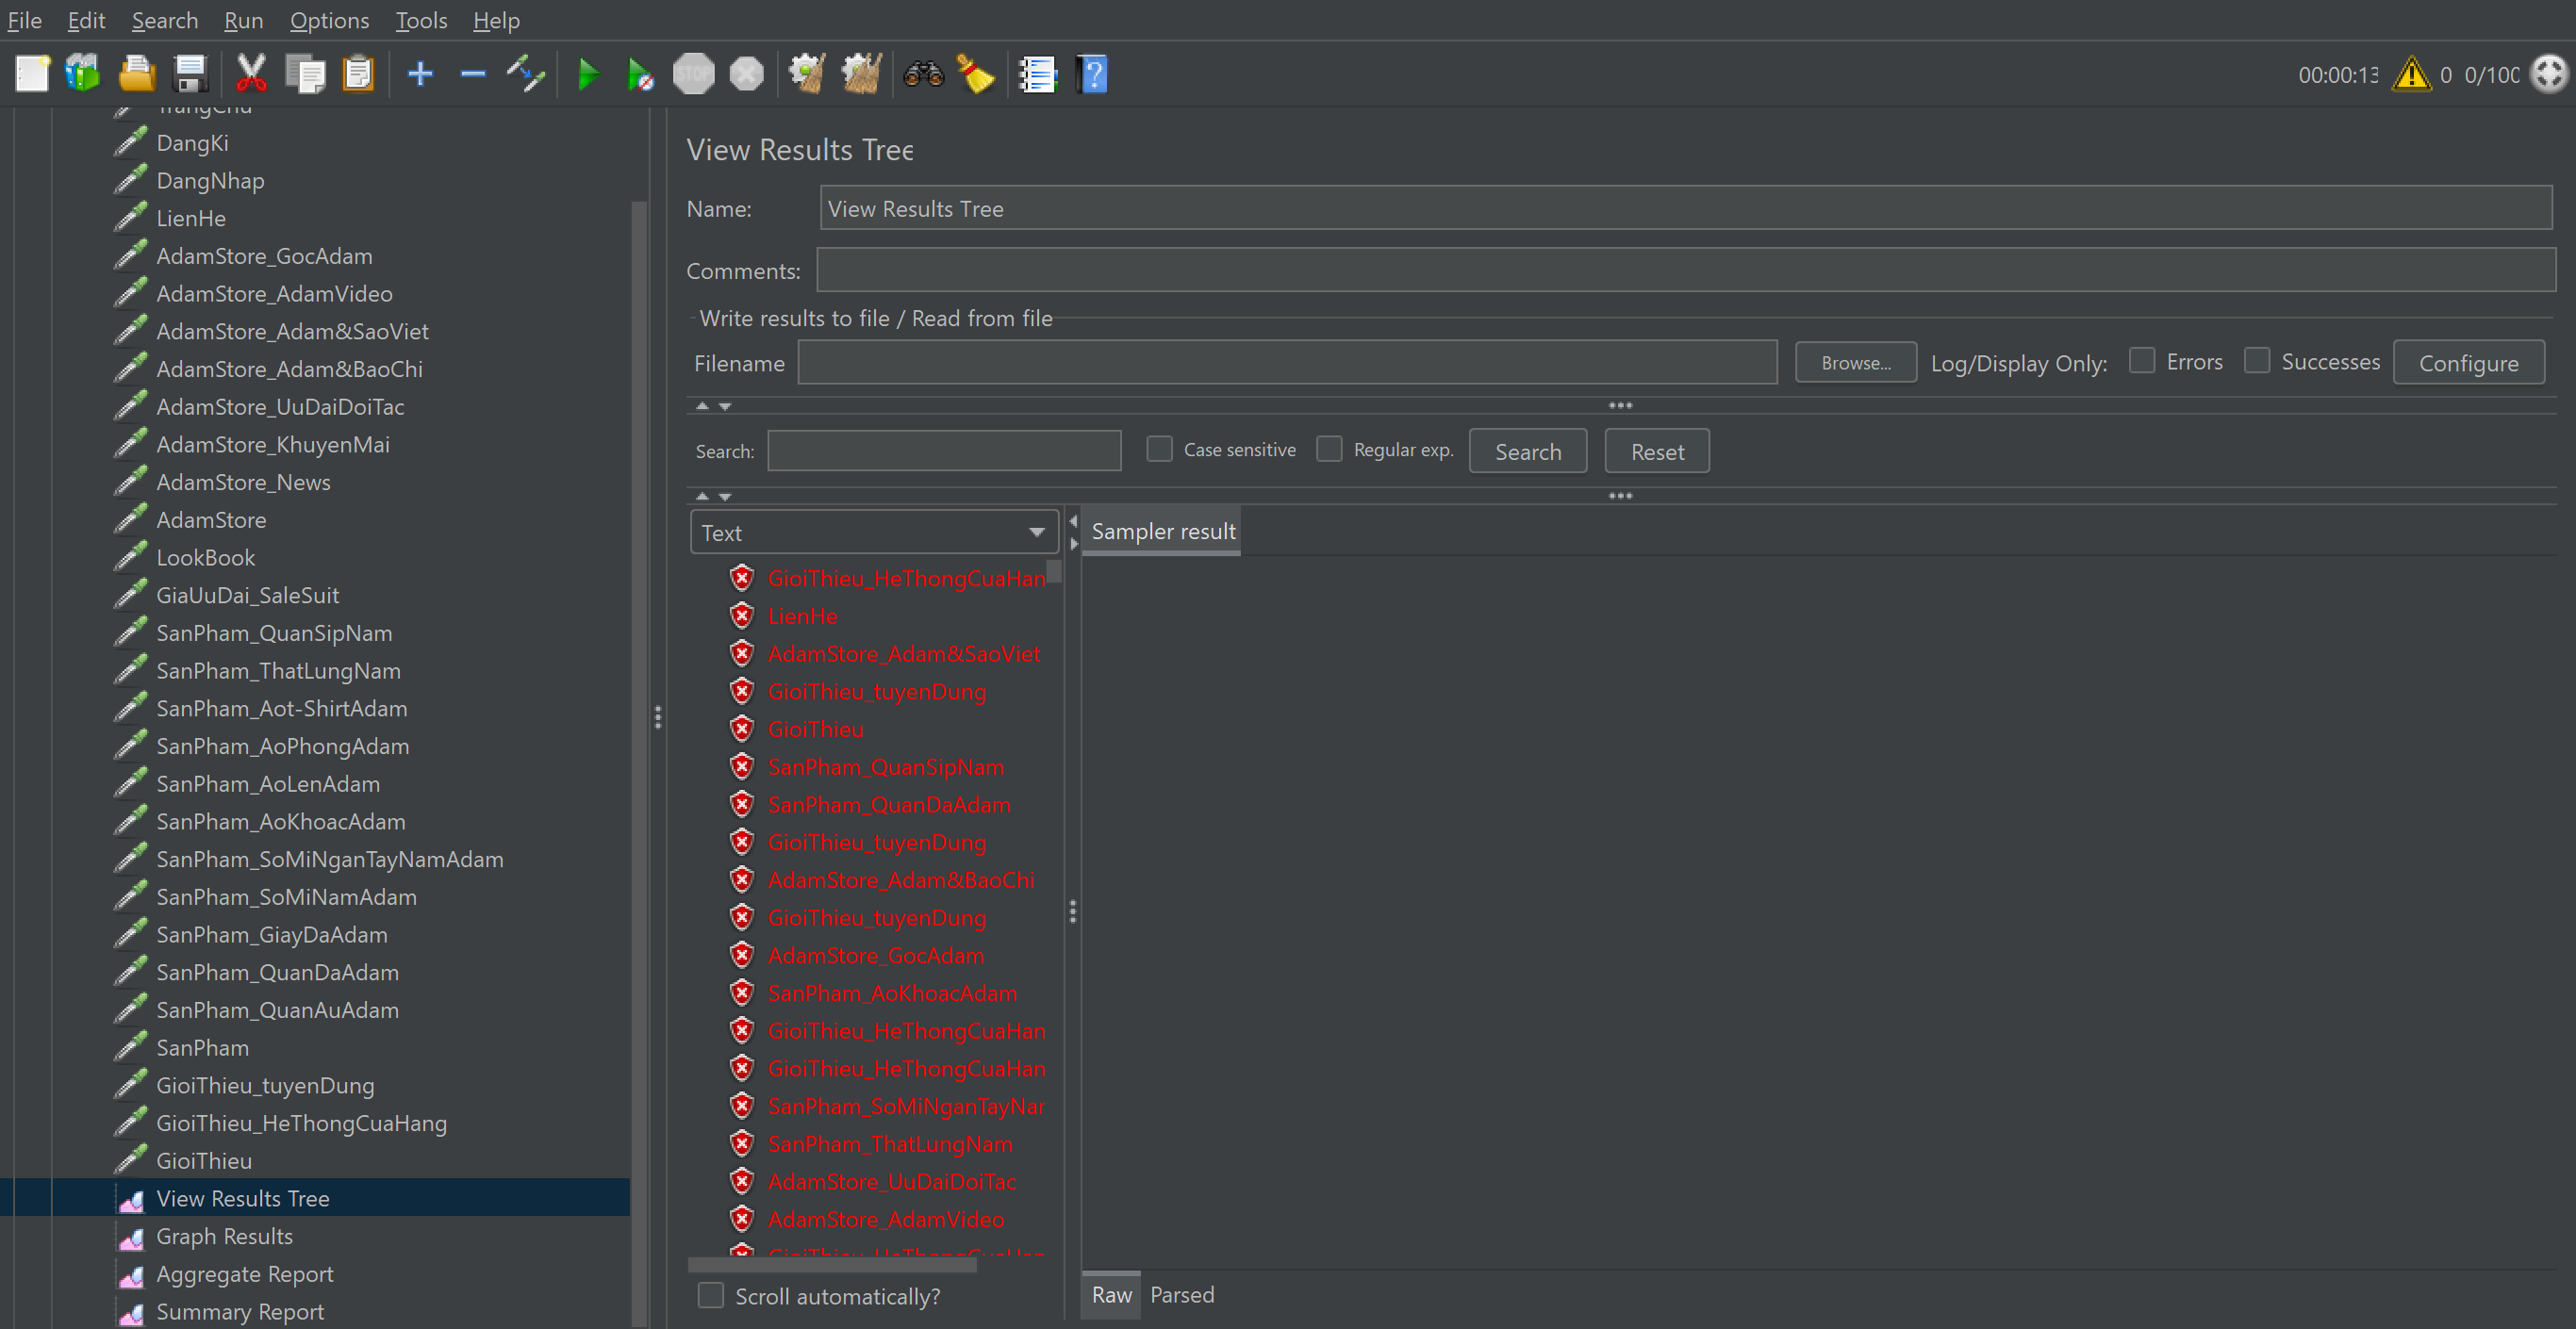 File Edit Search Run Options Tools Help
STOP
00:00:13 0 0/100
TrangChu
DangKi
DangNhap
LienHe
AdamStore_GocAdam
AdamStore_AdamVideo
AdamStore_Adam&SaoViet
AdamStore_Adam&BaoChi
AdamStore_UuDaiDoiTac
AdamStore_KhuyenMai
AdamStore_News
AdamStore
LookBook
GiaUuDai_SaleSuit
SanPham_QuanSipNam
SanPham_ThatLungNam
SanPham_Aot-ShirtAdam
SanPham_AoPhongAdam
SanPham_AoLenAdam
SanPham_AoKhoacAdam
SanPham_SoMiNganTayNamAdam
SanPham_SoMiNamAdam
SanPham_GiayDaAdam
SanPham_QuanDaAdam
SanPham_QuanAuAdam
SanPham
GioiThieu_tuyenDung
GioiThieu_HeThongCuaHang
GioiThieu
View Results Tree
Graph Results
Aggregate Report
Summary Report
View Results Tree
Name: View Results Tree
Comments:
Write results to file / Read from file
Filename Browse... Log/Display Only: Errors Successes Configure
Search: Case sensitive Regular exp. Search Reset
Text
Sampler result
GioiThieu_HeThongCuaHan
LienHe
AdamStore_Adam&SaoViet
GioiThieu_tuyenDung
GioiThieu
SanPham_QuanSipNam
SanPham_QuanDaAdam
GioiThieu_tuyenDung
AdamStore_Adam&BaoChi
GioiThieu_tuyenDung
AdamStore_GocAdam
SanPham_AoKhoacAdam
GioiThieu_HeThongCuaHan
GioiThieu_HeThongCuaHan
SanPham_SoMiNganTayNar
SanPham_ThatLungNam
AdamStore_UuDaiDoiTac
AdamStore_AdamVideo
GioiThieu_HeThongCuaHan
Scroll automatically?
Raw Parsed